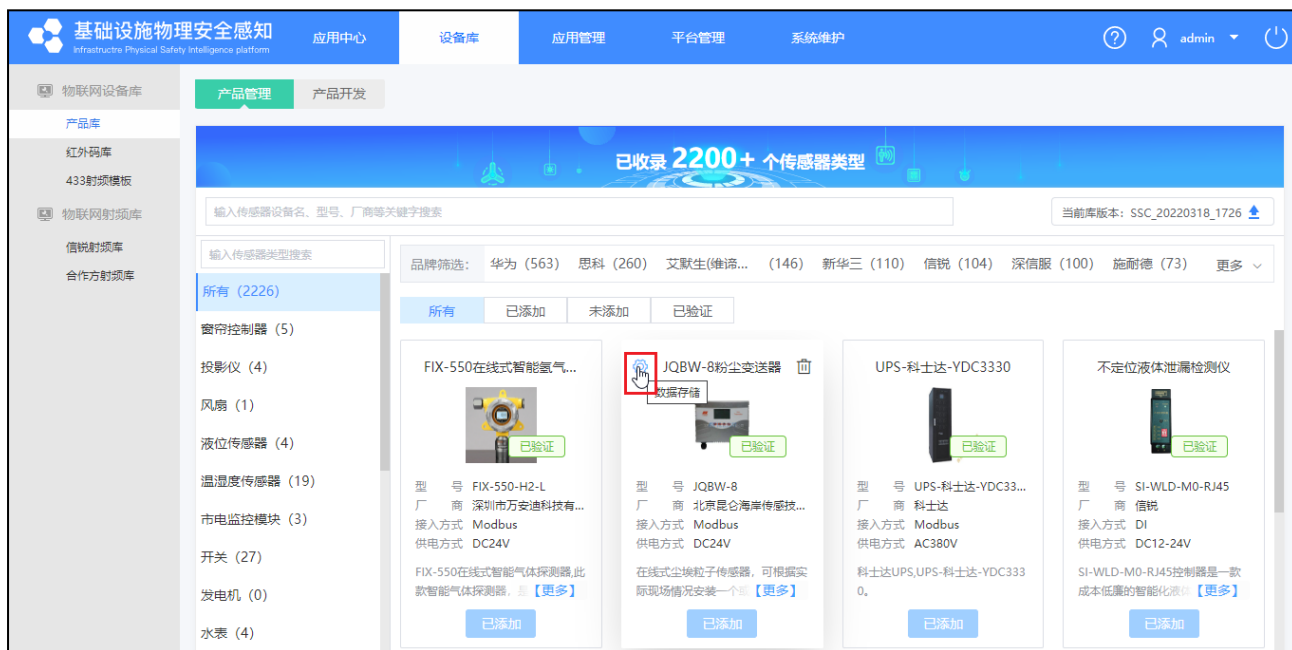 基础设施物理安全感知
Infrastructre Physical Safety Intelligence platform
应用中心
设备库
应用管理
平台管理
系统维护
admin
物联网设备库
产品库
红外码库
433射频模板
物联网射频库
信锐射频库
合作方射频库
产品管理
产品开发
已收录 2200+ 个传感器类型
输入传感器设备名、型号、厂商等关键字搜索
当前库版本：SSC_20220318_1726
输入传感器类型搜索
所有 (2226)
窗帘控制器 (5)
投影仪 (4)
风扇 (1)
液位传感器 (4)
温湿度传感器 (19)
市电监控模块 (3)
开关 (27)
发电机 (0)
水表 (4)
品牌筛选： 华为 (563) 思科 (260) 艾默生(维谛... (146) 新华三 (110) 信锐 (104) 深信服 (100) 施耐德 (73) 更多
所有 已添加 未添加 已验证
FIX-550在线式智能氢气...
已验证
型 号 FIX-550-H2-L
厂 商 深圳市万安迪科技有...
接入方式 Modbus
供电方式 DC24V
FIX-550在线式智能气体探测器,此
款智能气体探测器，【更多】
已添加
JQBW-8粉尘变送器
数据存储
已验证
型 号 JQBW-8
厂 商 北京昆仑海岸传感技...
接入方式 Modbus
供电方式 DC24V
在线式尘埃粒子传感器，可根据实
际现场情况安装一个【更多】
已添加
UPS-科士达-YDC3330
已验证
型 号 UPS-科士达-YDC33...
厂 商 科士达
接入方式 Modbus
供电方式 AC380V
科士达UPS,UPS-科士达-YDC333
0。
已添加
不定位液体泄漏检测仪
已验证
型 号 SI-WLD-M0-RJ45
厂 商 信锐
接入方式 DI
供电方式 DC12-24V
SI-WLD-M0-RJ45控制器是一款
成本低廉的智能化液【更多】
已添加